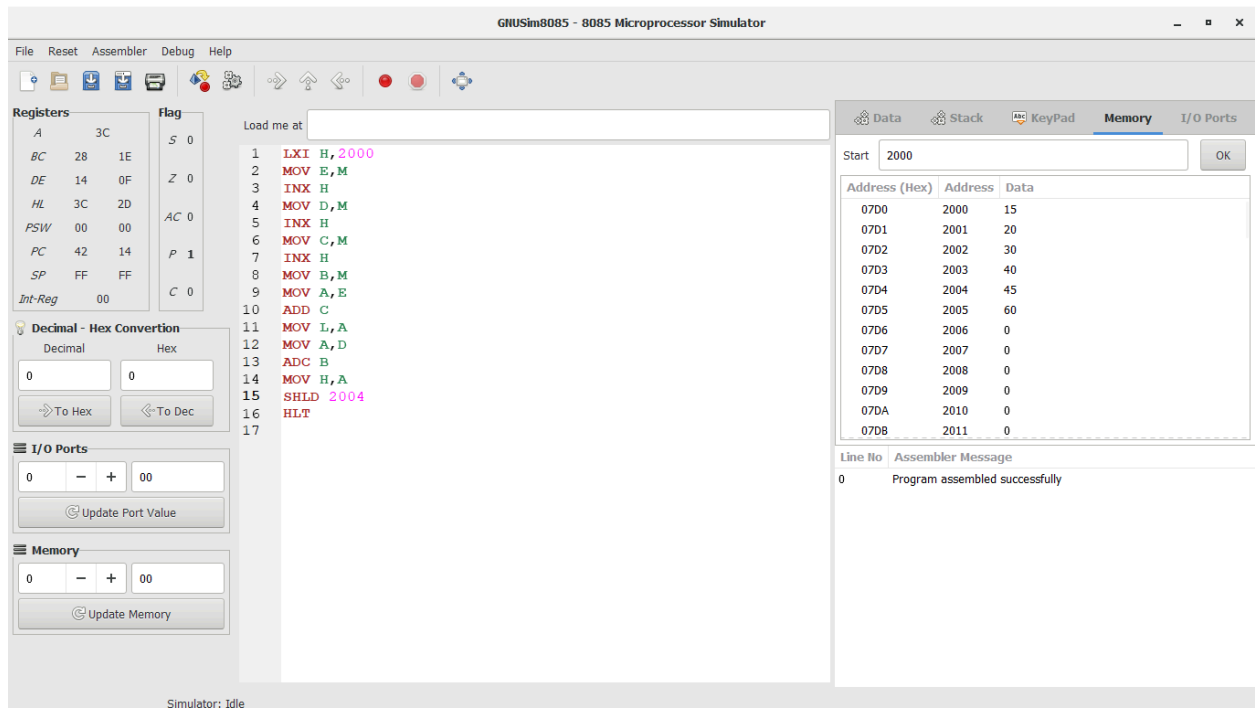 GNUSim8085 - 8085 Microprocessor Simulator
File Reset Assembler Debug Help
Registers
A 3C
BC 28 1E
DE 14 0F
HL 3C 2D
PSW 00 00
PC 42 14
SP FF FF
Int-Reg 00
Flag
S 0
Z 0
AC 0
P 1
C 0
Decimal - Hex Convertion
Decimal Hex
0 0
To Hex To Dec
I/O Ports
0 − + 00
Update Port Value
Memory
0 − + 00
Update Memory
Load me at
1 LXI H,2000
2 MOV E,M
3 INX H
4 MOV D,M
5 INX H
6 MOV C,M
7 INX H
8 MOV B,M
9 MOV A,E
10 ADD C
11 MOV L,A
12 MOV A,D
13 ADC B
14 MOV H,A
15 SHLD 2004
16 HLT
17
Data Stack Abc KeyPad Memory I/O Ports
Start 2000 OK
Address (Hex) Address Data
07D0 2000 15
07D1 2001 20
07D2 2002 30
07D3 2003 40
07D4 2004 45
07D5 2005 60
07D6 2006 0
07D7 2007 0
07D8 2008 0
07D9 2009 0
07DA 2010 0
07DB 2011 0
Line No Assembler Message
0 Program assembled successfully
Simulator: Idle